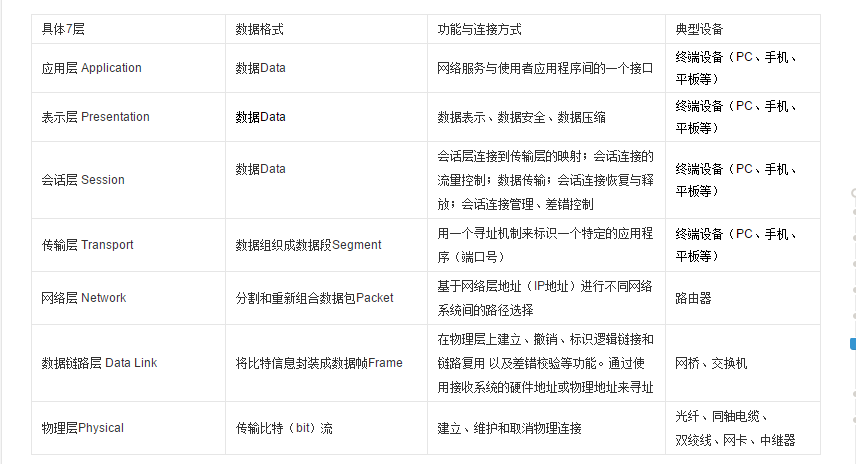 具体7层 数据格式 功能与连接方式 典型设备
应用层 Application 数据Data 网络服务与使用者应用程序间的一个接口 终端设备（PC、手机、
平板等）
表示层 Presentation 数据Data 数据表示、数据安全、数据压缩 终端设备（PC、手机、
平板等）
会话层 Session 数据Data 会话层连接到传输层的映射；会话连接的
流量控制；数据传输；会话连接恢复与释
放；会话连接管理、差错控制
终端设备（PC、手机、
平板等）
传输层 Transport 数据组织成数据段Segment 用一个寻址机制来标识一个特定的应用程
序（端口号）
终端设备（PC、手机、
平板等）
网络层 Network 分割和重新组合数据包Packet 基于网络层地址（IP地址）进行不同网络
系统间的路径选择
路由器
数据链路层 Data Link 将比特信息封装成数据帧Frame 在物理层上建立、撤销、标识逻辑链接和
链路复用 以及差错校验等功能。通过使
用接收系统的硬件地址或物理地址来寻址
网桥、交换机
物理层Physical 传输比特（bit）流 建立、维护和取消物理连接 光纤、同轴电缆、
双绞线、网卡、中继器